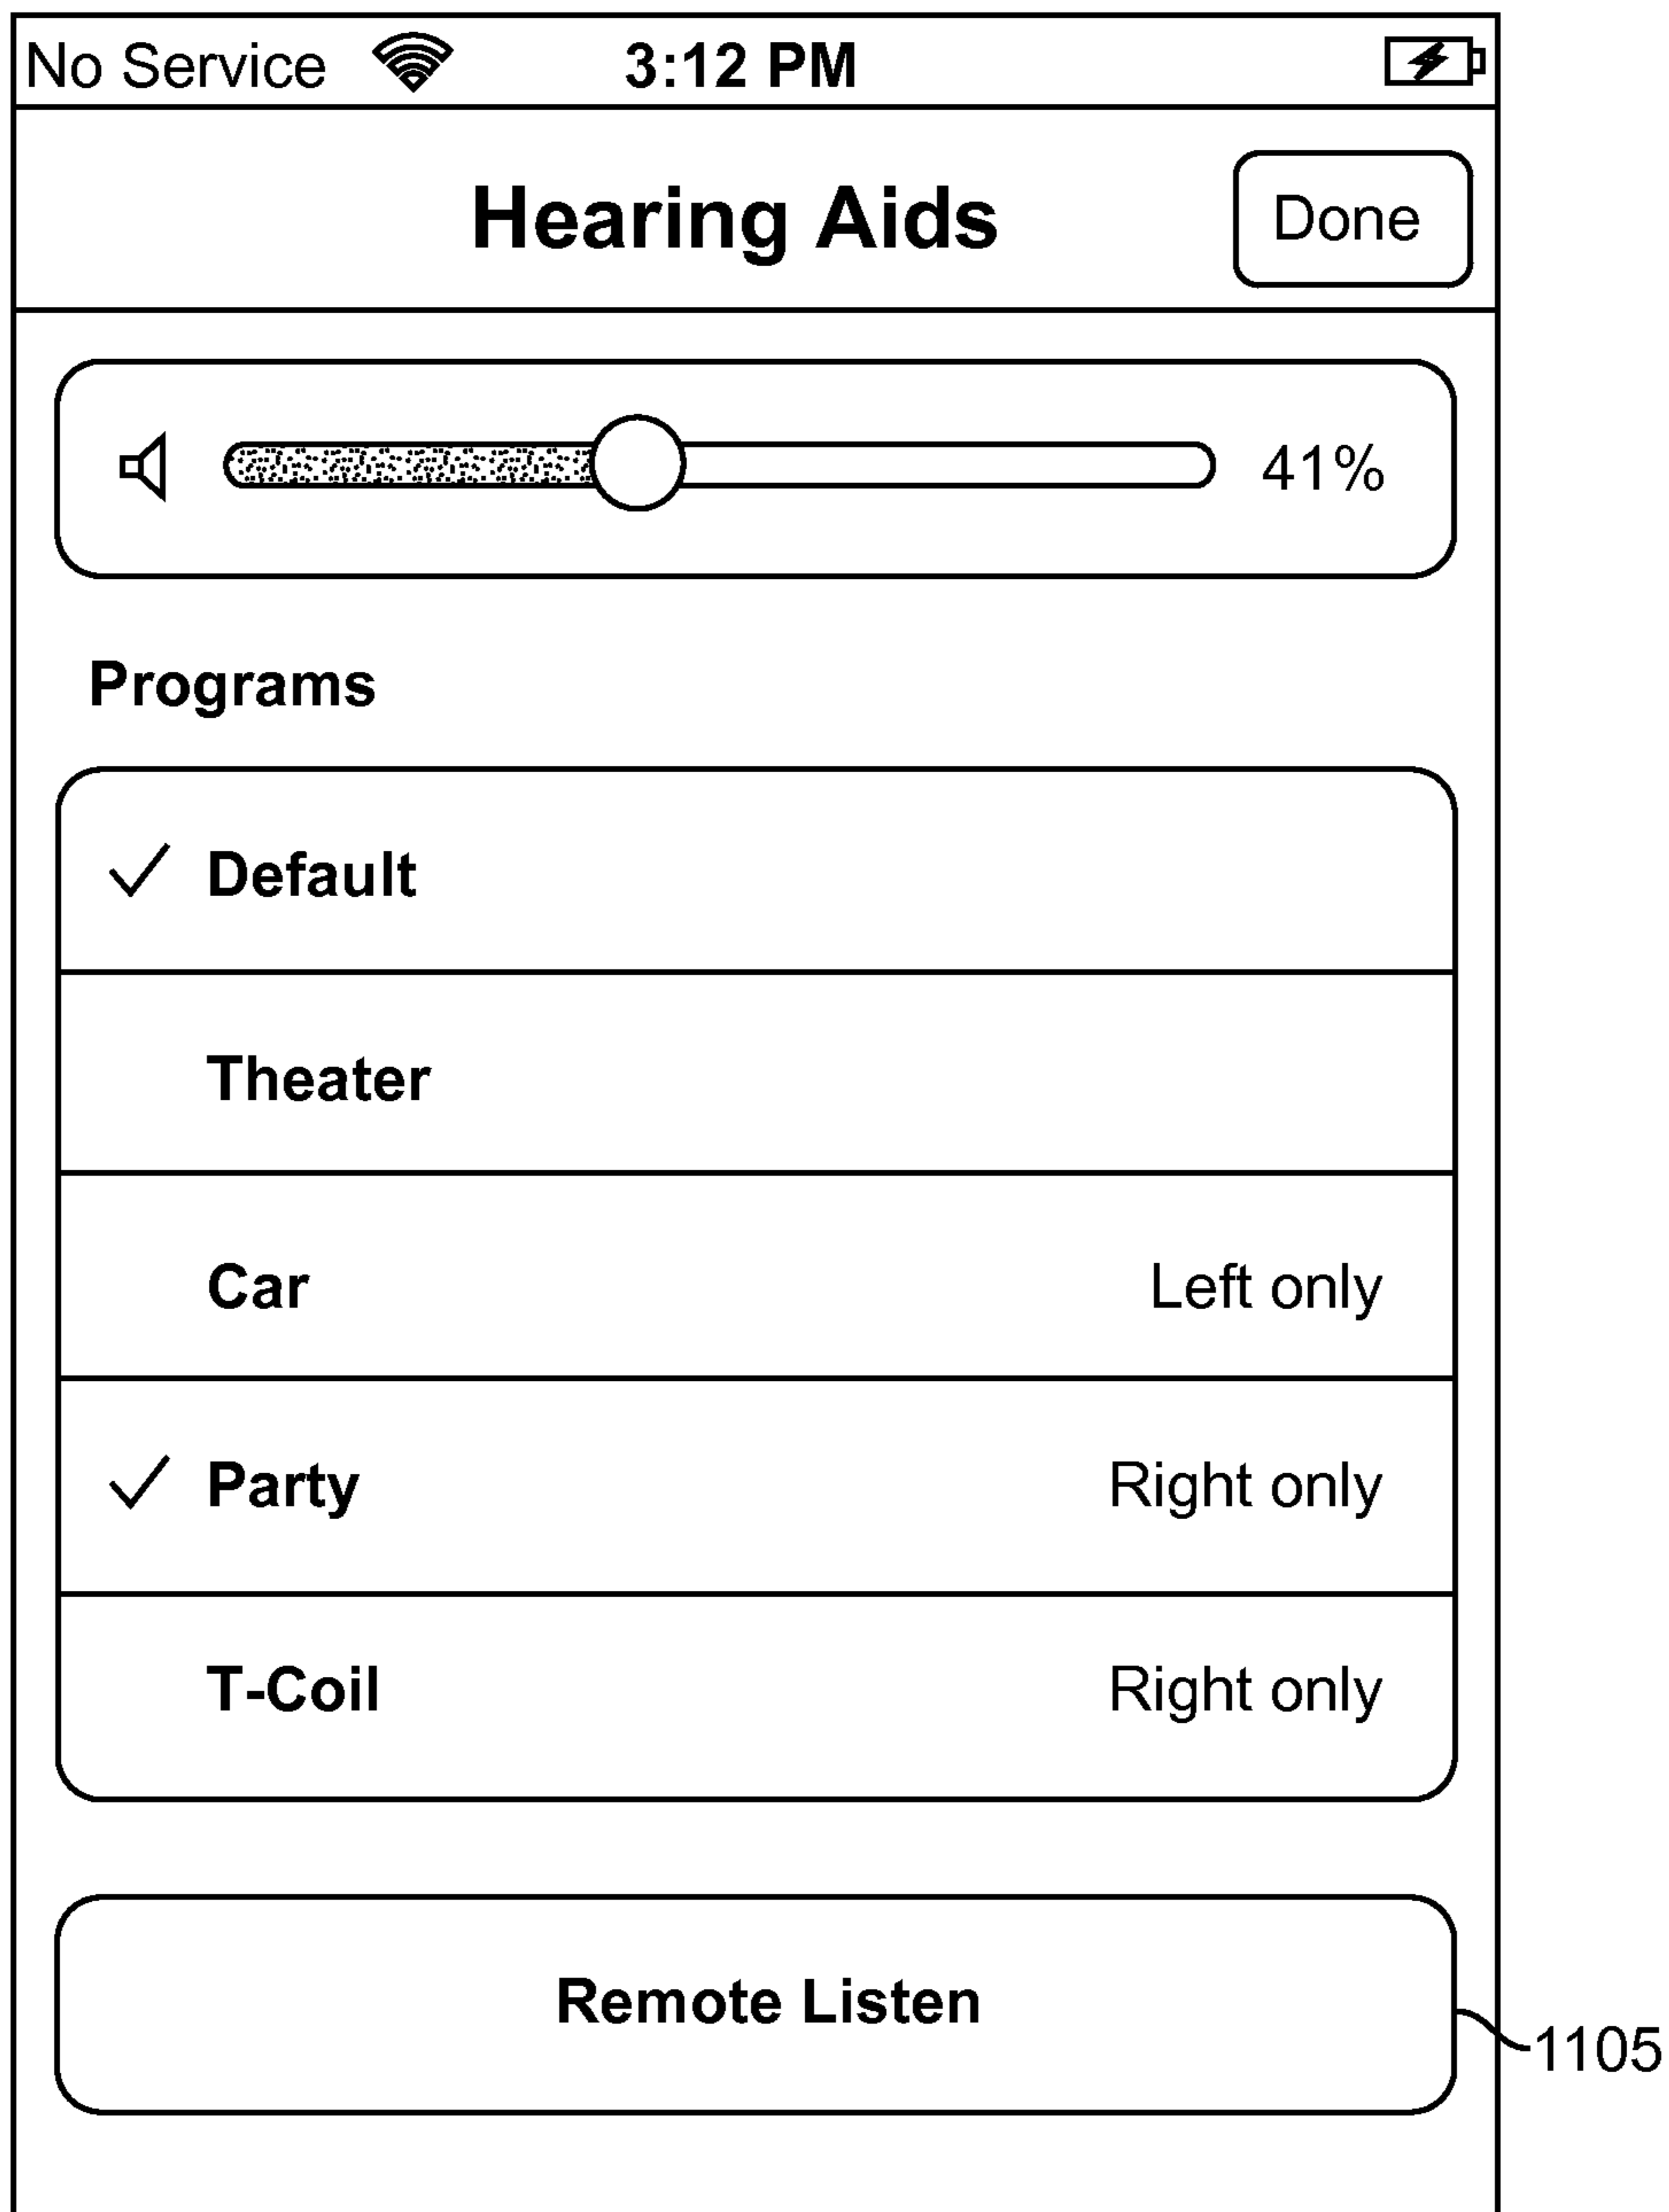 No Service 3:12 PM
Hearing Aids Done
41%
Programs
Default
Theater
Car Left only
Party Right only
T-Coil Right only
Remote Listen
1105